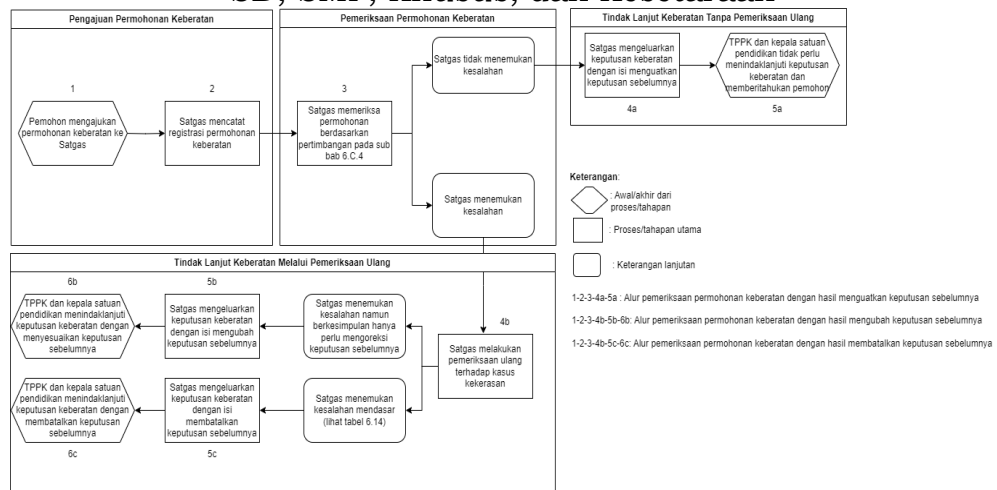 SD, SMP, Khusus, dan Kesetaraan
Pengajuan Permohonan Keberatan
1
Pemohon mengajukan
permohonan keberatan ke
Satgas
2
Satgas mencatat
registrasi permohonan
keberatan
Pemeriksaan Permohonan Keberatan
3
Satgas memeriksa
permohonan
berdasarkan
pertimbangan pada sub
bab 6.C.4
Satgas tidak menemukan
kesalahan
Satgas menemukan
kesalahan
Tindak Lanjut Keberatan Tanpa Pemeriksaan Ulang
Satgas mengeluarkan
keputusan keberatan
dengan isi menguatkan
keputusan sebelumnya
4a
TPPK dan kepala satuan
pendidikan tidak perlu
menindaklanjuti keputusan
keberatan dan
memberitahukan pemohon
5a
Keterangan:
: Awal/akhir dari
proses/tahapan
: Proses/tahapan utama
: Keterangan lanjutan
1-2-3-4a-5a : Alur pemeriksaan permohonan keberatan dengan hasil menguatkan keputusan sebelumnya
1-2-3-4b-5b-6b: Alur pemeriksaan permohonan keberatan dengan hasil mengubah keputusan sebelumnya
1-2-3-4b-5c-6c: Alur pemeriksaan permohonan keberatan dengan hasil membatalkan keputusan sebelumnya
Tindak Lanjut Keberatan Melalui Pemeriksaan Ulang
6b
TPPK dan kepala satuan
pendidikan menindaklanjuti
keputusan keberatan dengan
menyesuaikan keputusan
sebelumnya
5b
Satgas mengeluarkan
keputusan keberatan
dengan isi mengubah
keputusan sebelumnya
Satgas menemukan
kesalahan namun
berkesimpulan hanya
perlu mengoreksi
keputusan sebelumnya
4b
Satgas melakukan
pemeriksaan ulang
terhadap kasus
kekerasan
TPPK dan kepala satuan
pendidikan menindaklanjuti
keputusan keberatan dengan
membatalkan keputusan
sebelumnya
6c
Satgas mengeluarkan
keputusan keberatan
dengan isi
membatalkan
keputusan sebelumnya
5c
Satgas menemukan
kesalahan mendasar
(lihat tabel 6.14)